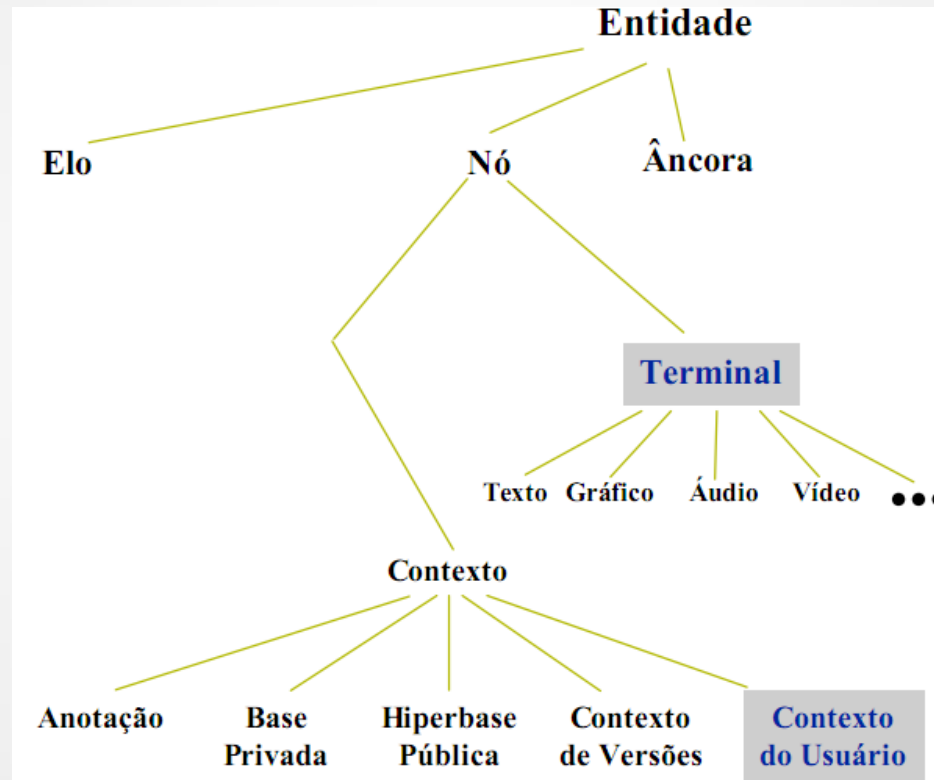 Entidade
Elo
Nó
Âncora
Terminal
Texto
Gráfico
Áudio
Vídeo
•••
Contexto
Anotação
Base
Privada
Hiperbase
Pública
Contexto
de Versões
Contexto
do Usuário